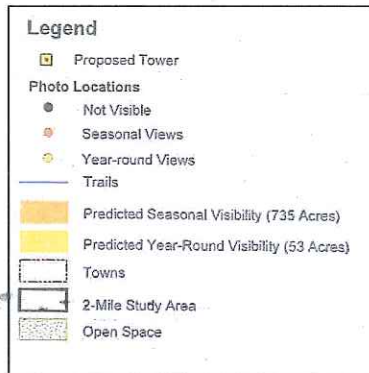 Legend
Proposed Tower
Photo Locations
Not Visible
Seasonal Views
Year-round Views
Trails
Predicted Seasonal Visibility (735 Acres)
Predicted Year-Round Visibility (53 Acres)
Towns
2-Mile Study Area
Open Space